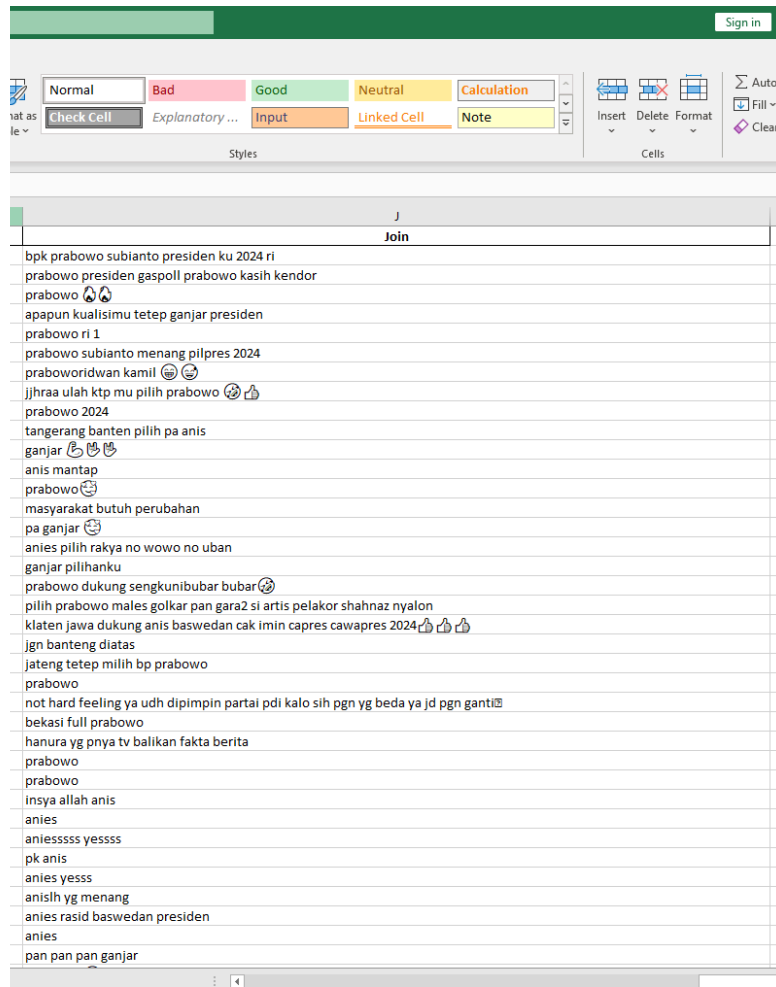 Sign in
Normal Bad Good Neutral Calculation
Check Cell Explanatory ... Input Linked Cell Note
Insert Delete Format
Fill
Styles
Cells
J
Join
bpk prabowo subianto presiden ku 2024 ri
prabowo presiden gaspoll prabowo kasih kendor
prabowo 🔥🔥
apapun kualisimu tetep ganjar presiden
prabowo ri 1
prabowo subianto menang pilpres 2024
praboworidwan kamil 😁😅
jjhraa ulah ktp mu pilih prabowo 🤣👍
prabowo 2024
tangerang banten pilih pa anis
ganjar 💪🤟🤟
anis mantap
prabowo🥰
masyarakat butuh perubahan
pa ganjar 🥰
anies pilih rakya no wowo no uban
ganjar pilihanku
prabowo dukung sengkunibubar bubar🤣
pilih prabowo males golkar pan gara2 si artis pelakor shahnaz nyalon
klaten jawa dukung anis baswedan cak imin capres cawapres 2024👍👍👍
jgn banteng diatas
jateng tetep milih bp prabowo
prabowo
not hard feeling ya udh dipimpin partai pdi kalo sih pgn yg beda ya jd pgn ganti
bekasi full prabowo
hanura yg pnya tv balikan fakta berita
prabowo
prabowo
insya allah anis
anies
aniesssss yessss
pk anis
anies yesss
anislh yg menang
anies rasid baswedan presiden
anies
pan pan pan ganjar